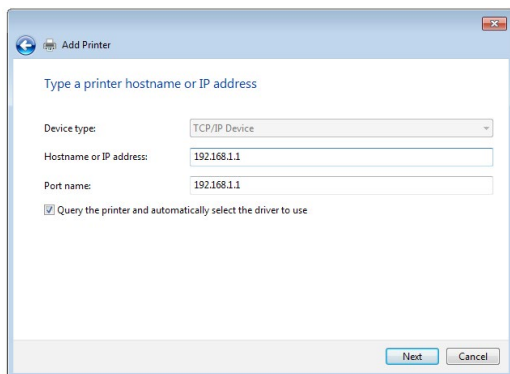 Add Printer
Type a printer hostname or IP address
Device type: TCP/IP Device
Hostname or IP address: 192.168.1.1
Port name: 192.168.1.1
Query the printer and automatically select the driver to use
Next Cancel